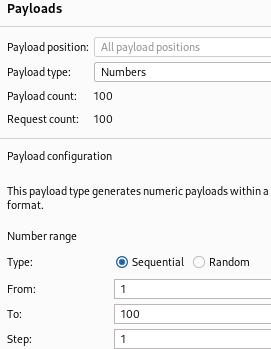 Payloads
Payload position: All payload positions
Payload type: Numbers
Payload count: 100
Request count: 100
Payload configuration
This payload type generates numeric payloads within a
format.
Number range
Type: Sequential Random
From: 1
To: 100
Step: 1